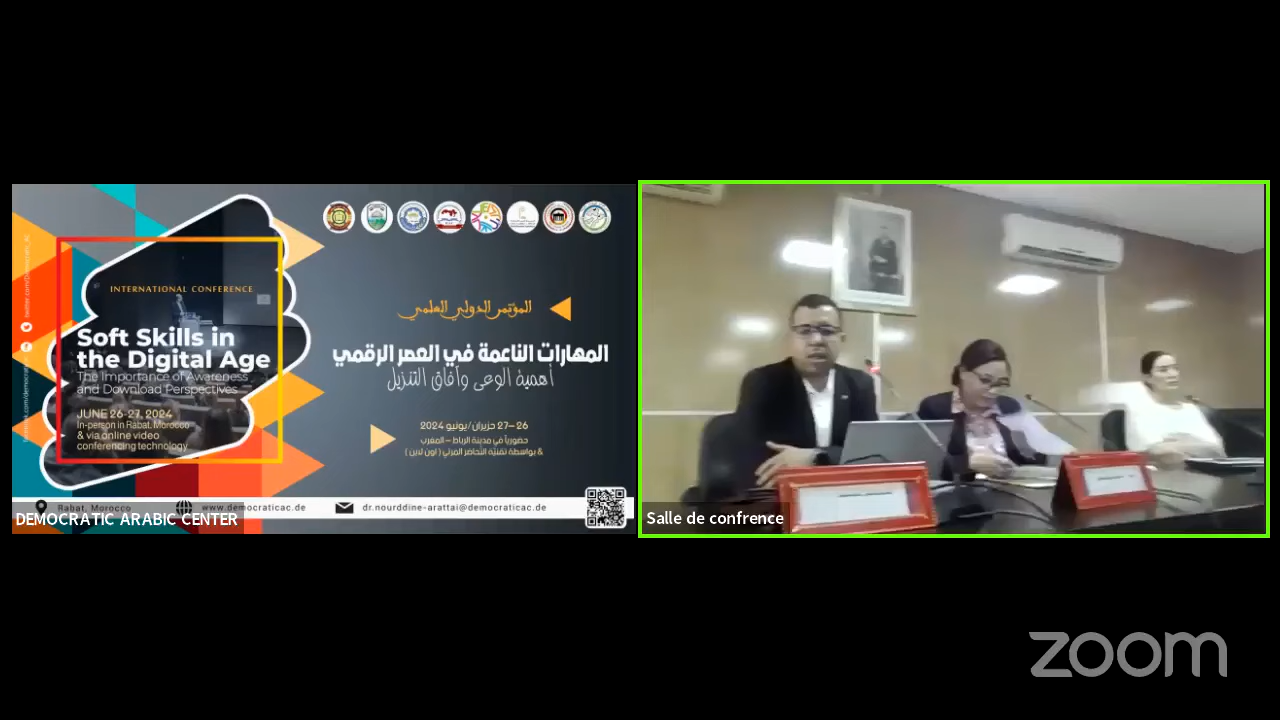 INTERNATIONAL CONFERENCE
Soft Skills in
the Digital Age
The Importance of Awareness
and Download Perspectives
JUNE 26-27, 2024
In-person in Rabat, Morocco
& via online video
conferencing technology
المؤتمر الدولي العلمي
المهارات الناعمة في العصر الرقمي
أهمية الوعي وآفاق التنزيل
26–27 حزيران/يونيو 2024
حضورياً في مدينة الرباط – المغرب
& بواسطة تقنيّة التحاضر المرئي ( اون لاين )
Rabat, Morocco
www.democraticac.de
dr.nourddine-arattai@democraticac.de
DEMOCRATIC ARABIC CENTER
Salle de confrence
zoom